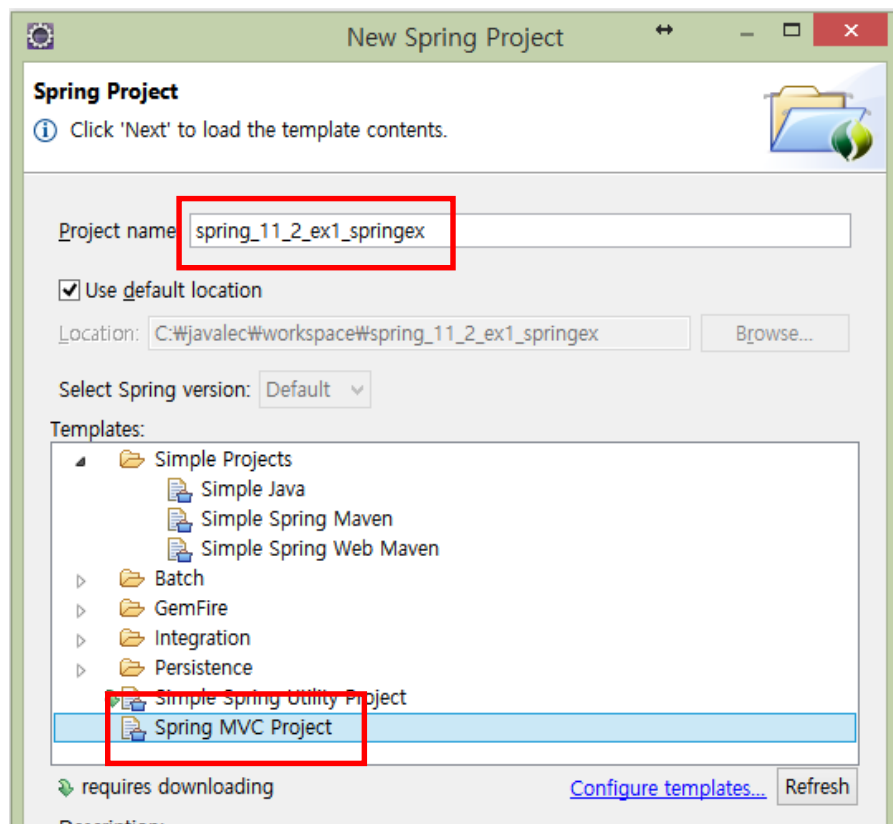 New Spring Project
Spring Project
Click 'Next' to load the template contents.
Project name: spring_11_2_ex1_springex
Use default location
Location: C:₩javalec₩workspace₩spring_11_2_ex1_springex Browse...
Select Spring version: Default
Templates:
Simple Projects
Simple Java
Simple Spring Maven
Simple Spring Web Maven
Batch
GemFire
Integration
Persistence
Simple Spring Utility Project
Spring MVC Project
requires downloading Configure templates... Refresh
Description: